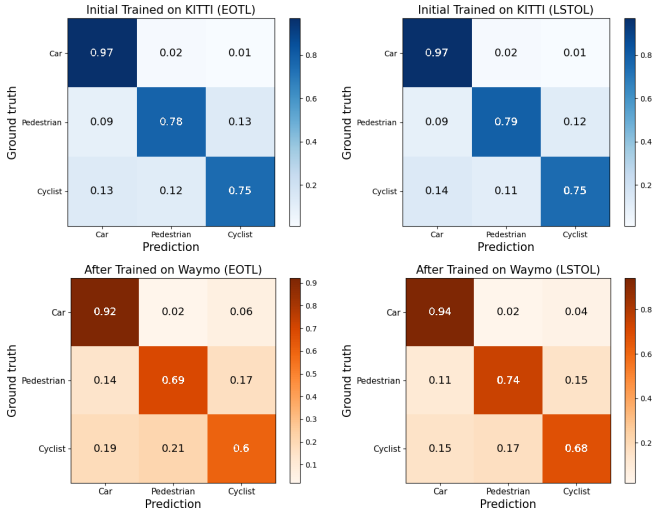 Initial Trained on KITTI (EOTL)
Ground truth
Car
0.97 0.02 0.01
Pedestrian
0.09 0.78 0.13
Cyclist
0.13 0.12 0.75
Car Pedestrian Cyclist
Prediction
0.8
0.6
0.4
0.2
Initial Trained on KITTI (LSTOL)
Ground truth
Car
0.97 0.02 0.01
Pedestrian
0.09 0.79 0.12
Cyclist
0.14 0.11 0.75
Car Pedestrian Cyclist
Prediction
0.8
0.6
0.4
0.2
After Trained on Waymo (EOTL)
Ground truth
Car
0.92 0.02 0.06
Pedestrian
0.14 0.69 0.17
Cyclist
0.19 0.21 0.6
Car Pedestrian Cyclist
Prediction
0.9
0.8
0.7
0.6
0.5
0.4
0.3
0.2
0.1
After Trained on Waymo (LSTOL)
Ground truth
Car
0.94 0.02 0.04
Pedestrian
0.11 0.74 0.15
Cyclist
0.15 0.17 0.68
Car Pedestrian Cyclist
Prediction
0.8
0.6
0.4
0.2